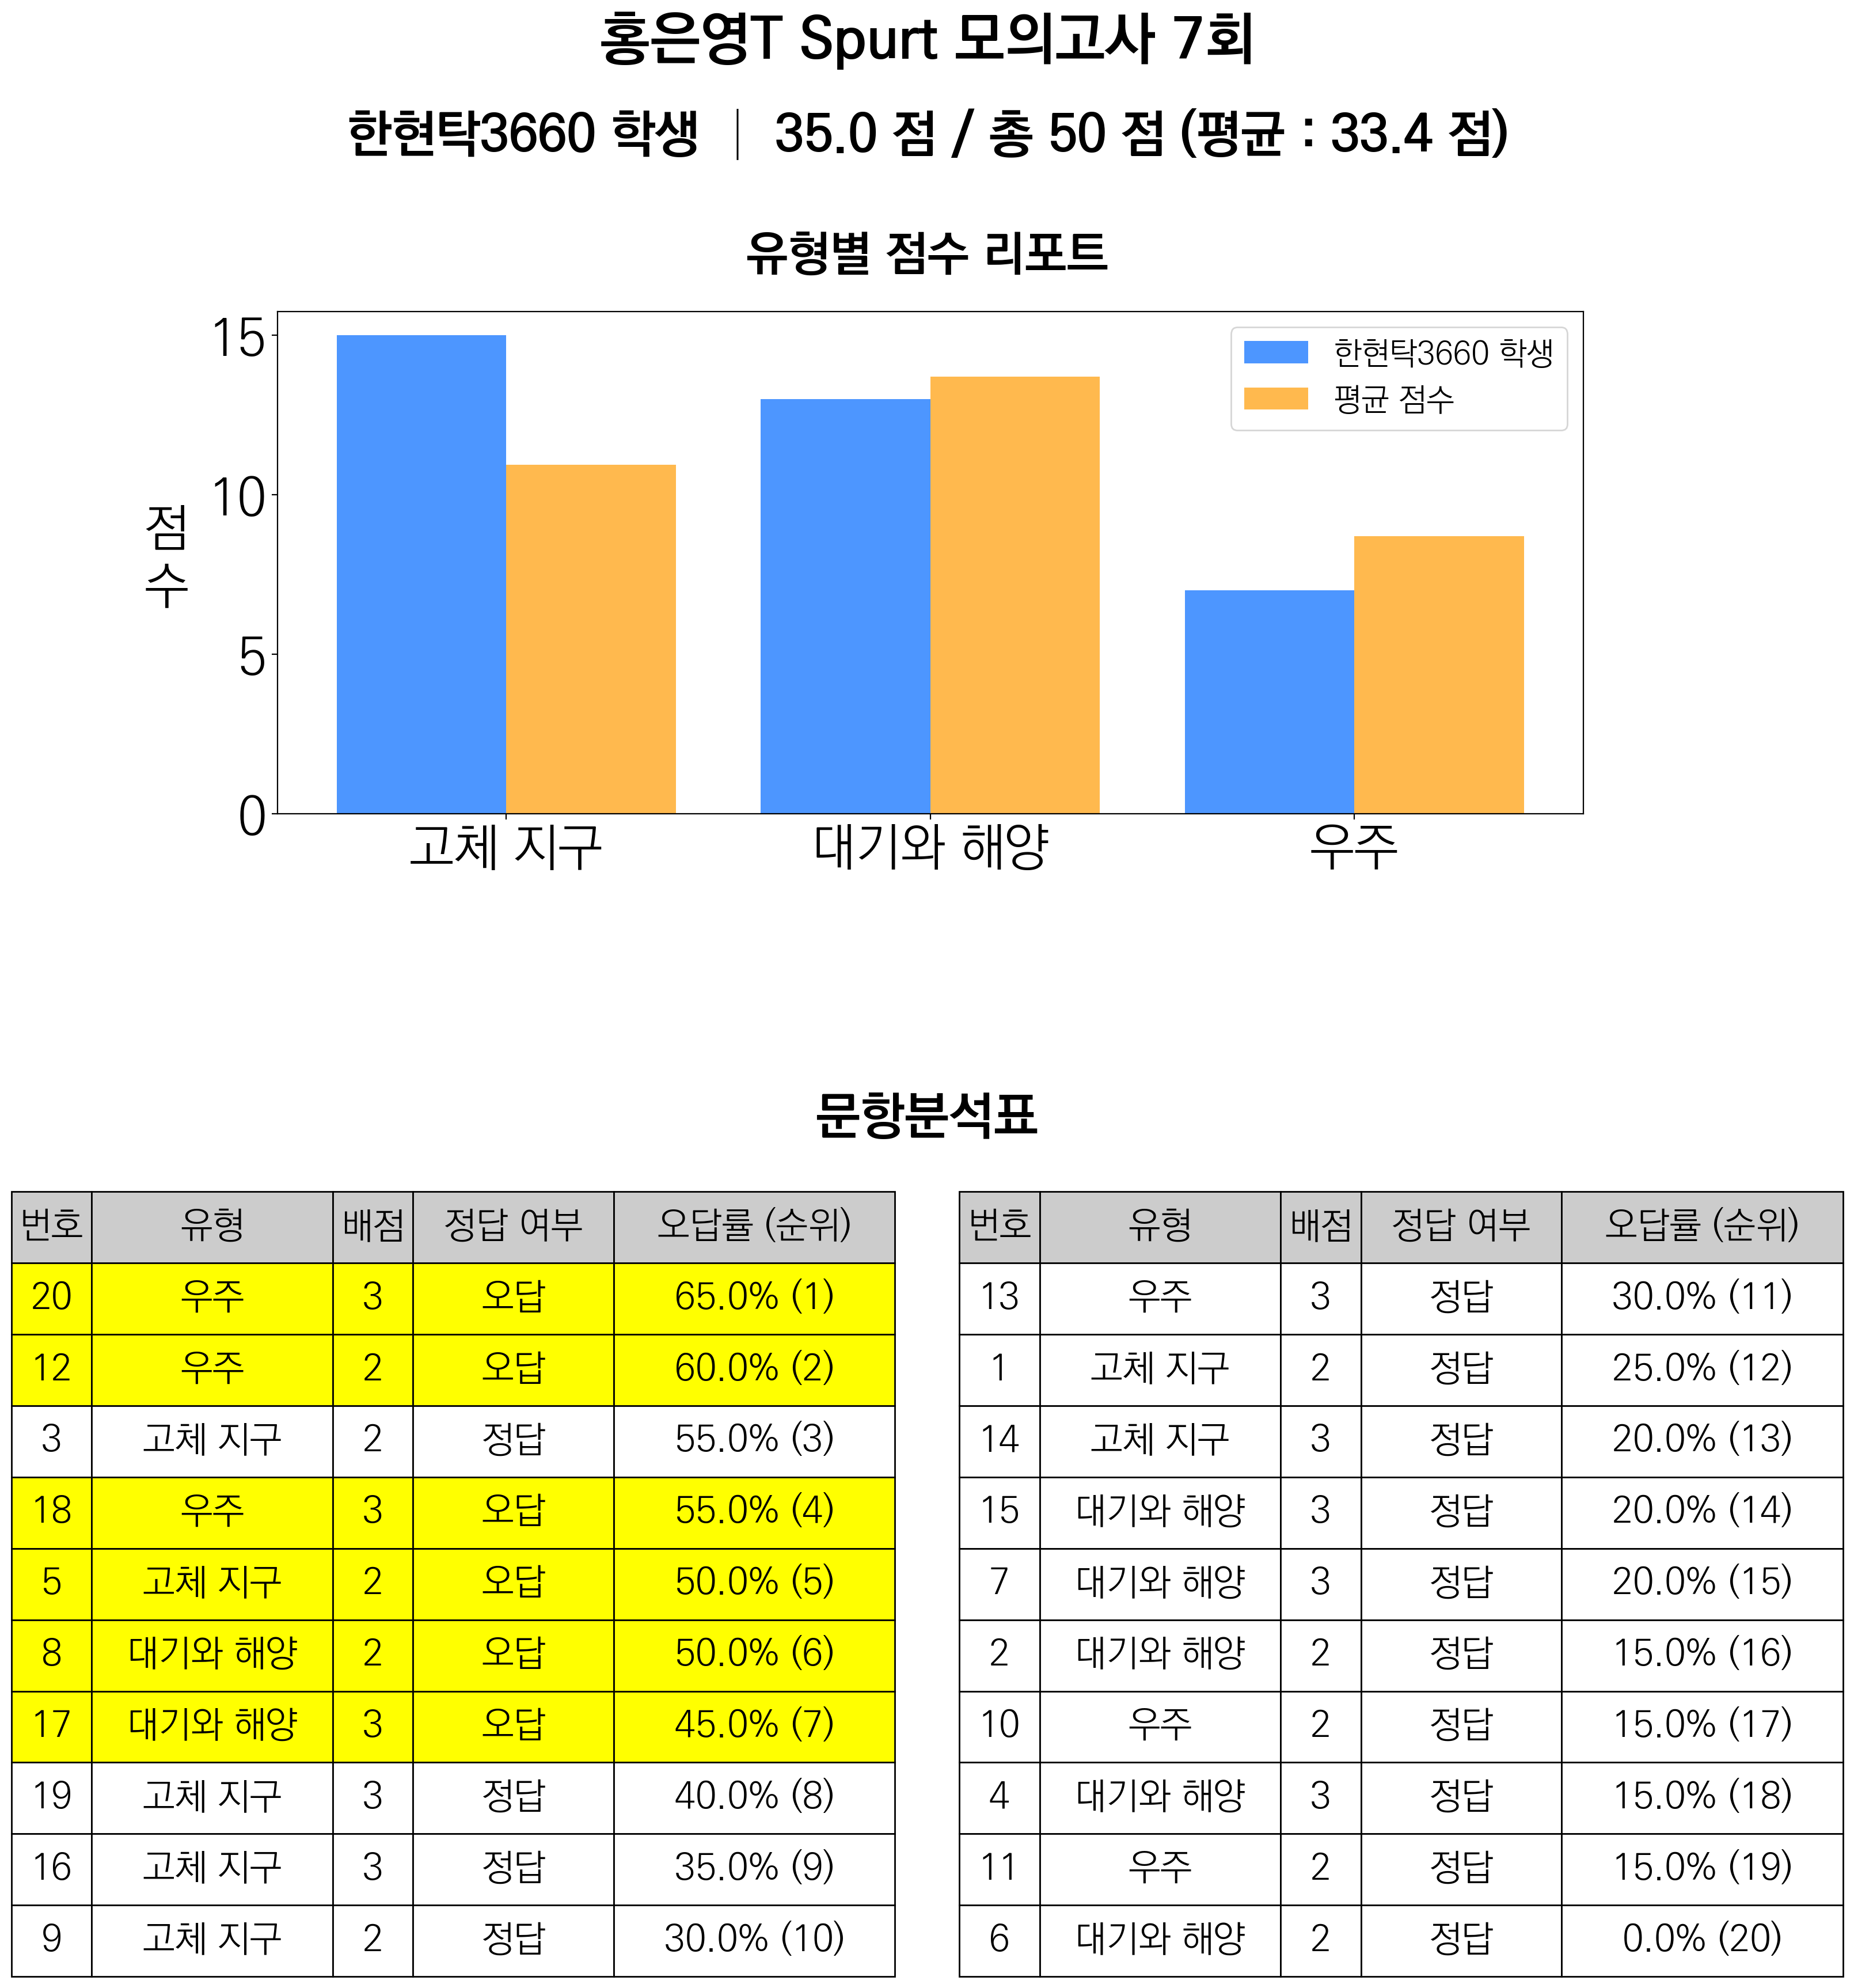 홍은영T Spurt 모의고사 7회
한현탁3660 학생 | 35.0 점 / 총 50 점 (평균 : 33.4 점)
유형별 점수 리포트
점
수
15
10
5
0
한현탁3660 학생
평균 점수
고체 지구 대기와 해양 우주
문항분석표
번호 유형 배점 정답 여부 오답률 (순위)
20 우주 3 오답 65.0% (1)
12 우주 2 오답 60.0% (2)
3 고체 지구 2 정답 55.0% (3)
18 우주 3 오답 55.0% (4)
5 고체 지구 2 오답 50.0% (5)
8 대기와 해양 2 오답 50.0% (6)
17 대기와 해양 3 오답 45.0% (7)
19 고체 지구 3 정답 40.0% (8)
16 고체 지구 3 정답 35.0% (9)
9 고체 지구 2 정답 30.0% (10)
번호 유형 배점 정답 여부 오답률 (순위)
13 우주 3 정답 30.0% (11)
1 고체 지구 2 정답 25.0% (12)
14 고체 지구 3 정답 20.0% (13)
15 대기와 해양 3 정답 20.0% (14)
7 대기와 해양 3 정답 20.0% (15)
2 대기와 해양 2 정답 15.0% (16)
10 우주 2 정답 15.0% (17)
4 대기와 해양 3 정답 15.0% (18)
11 우주 2 정답 15.0% (19)
6 대기와 해양 2 정답 0.0% (20)